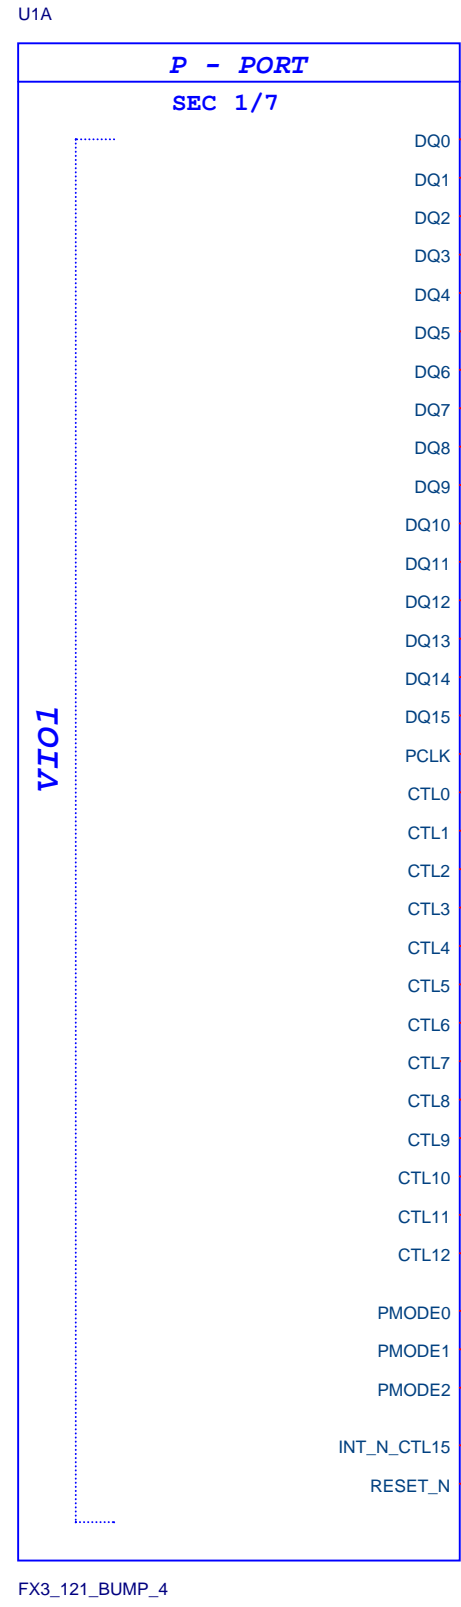 U1A
P - PORT
SEC 1/7
DQ0
DQ1
DQ2
DQ3
DQ4
DQ5
DQ6
DQ7
DQ8
DQ9
DQ10
DQ11
DQ12
DQ13
DQ14
DQ15
VIO1
PCLK
CTL0
CTL1
CTL2
CTL3
CTL4
CTL5
CTL6
CTL7
CTL8
CTL9
CTL10
CTL11
CTL12
PMODE0
PMODE1
PMODE2
INT_N_CTL15
RESET_N
FX3_121_BUMP_4